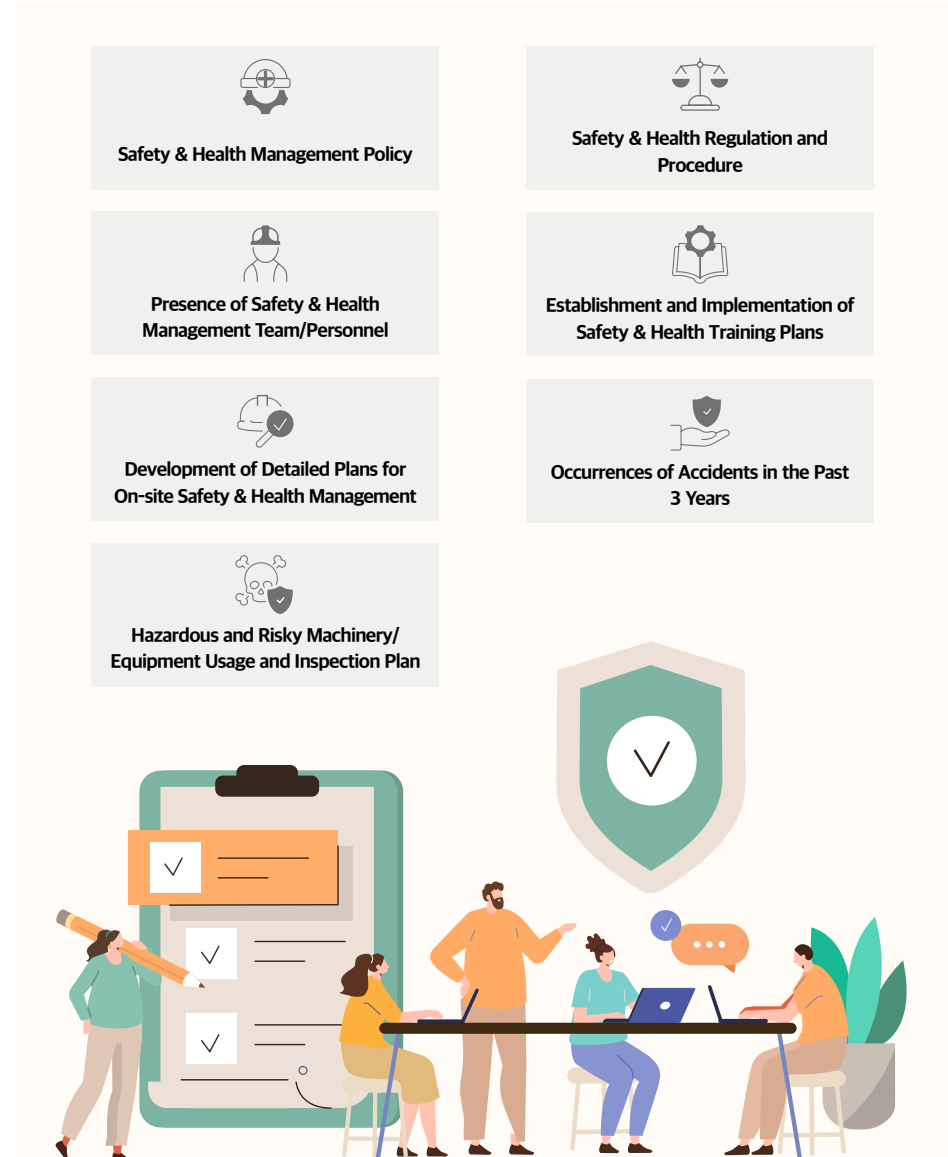 Safety & Health Management Policy
Safety & Health Regulation and
Procedure
Presence of Safety & Health
Management Team/Personnel
Establishment and Implementation of
Safety & Health Training Plans
Development of Detailed Plans for
On-site Safety & Health Management
Occurrences of Accidents in the Past
3 Years
Hazardous and Risky Machinery/
Equipment Usage and Inspection Plan